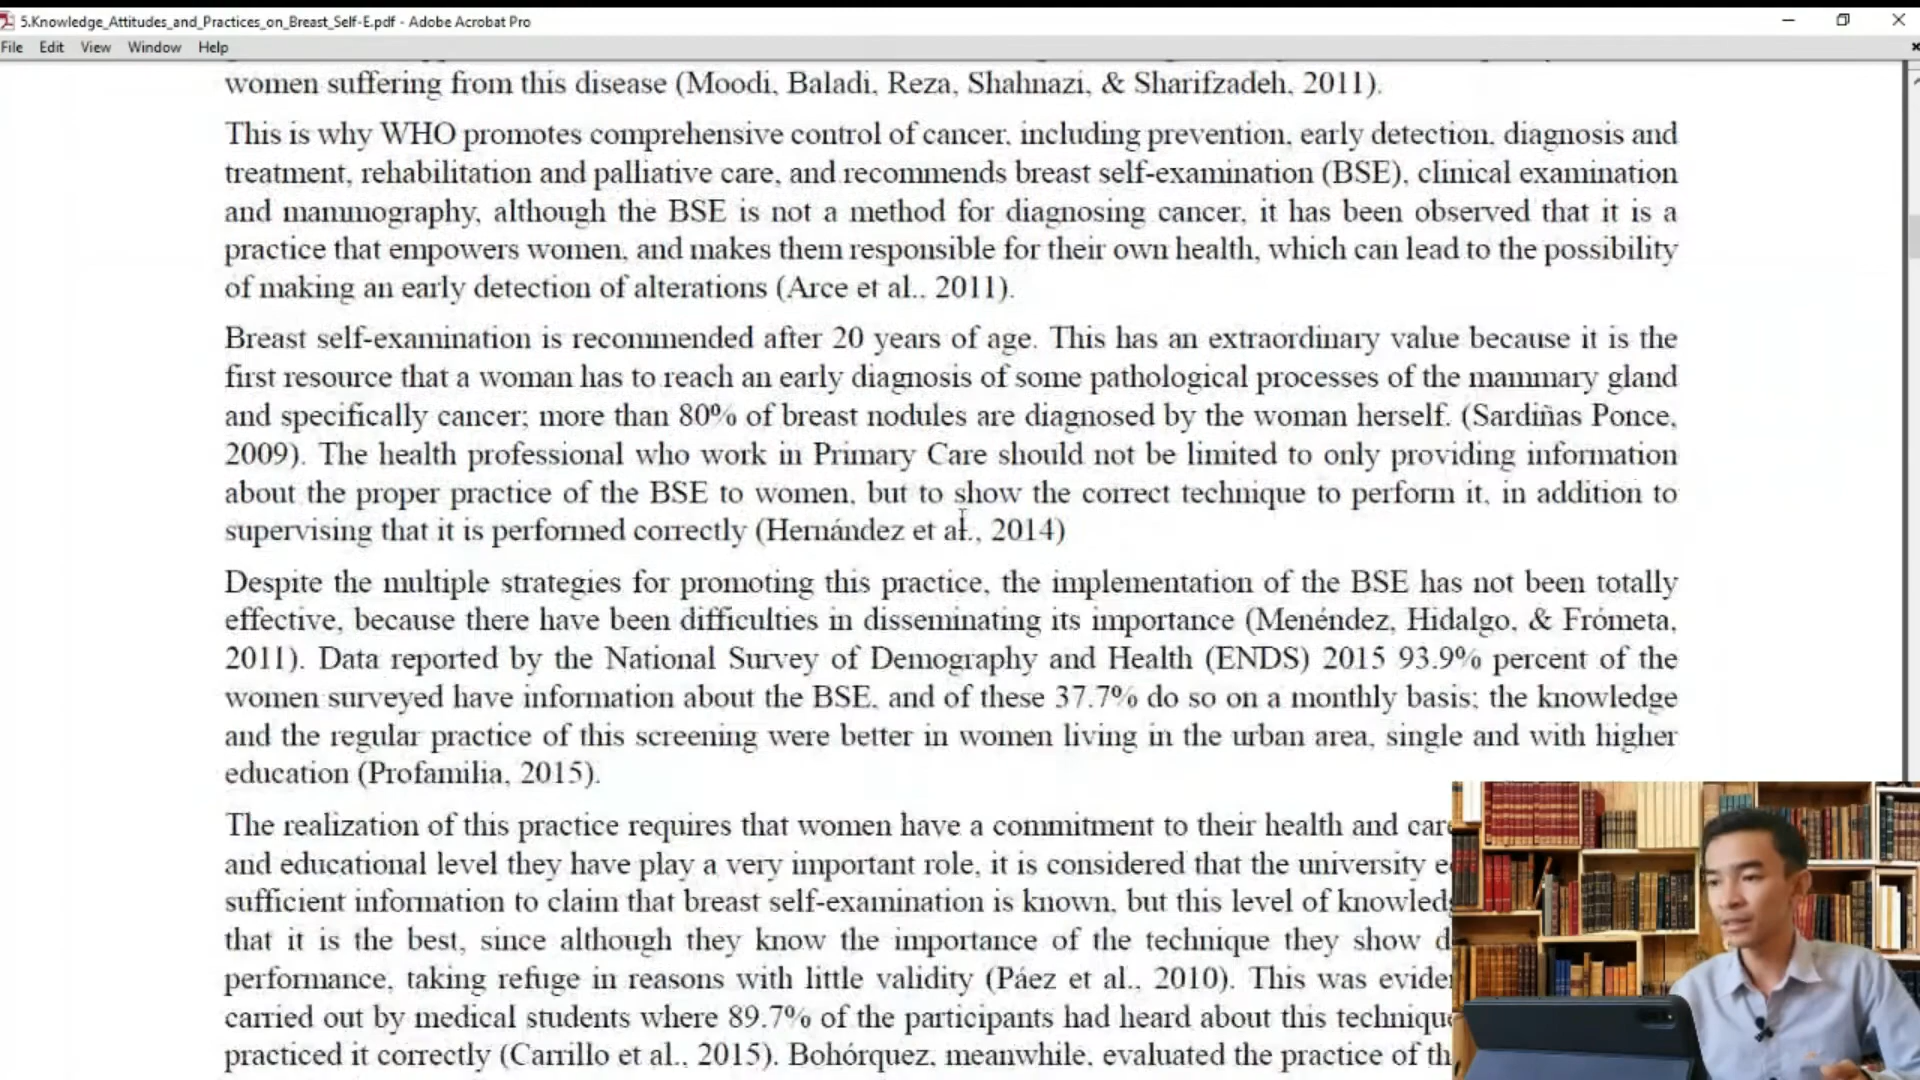 5.Knowledge_Attitudes_and_Practices_on_Breast_Self-E.pdf - Adobe Acrobat Pro
File Edit View Window Help
women suffering from this disease (Moodi, Baladi, Reza, Shahnazi, & Sharifzadeh, 2011).
This is why WHO promotes comprehensive control of cancer, including prevention, early detection, diagnosis and
treatment, rehabilitation and palliative care, and recommends breast self-examination (BSE), clinical examination
and mammography, although the BSE is not a method for diagnosing cancer, it has been observed that it is a
practice that empowers women, and makes them responsible for their own health, which can lead to the possibility
of making an early detection of alterations (Arce et al., 2011).
Breast self-examination is recommended after 20 years of age. This has an extraordinary value because it is the
first resource that a woman has to reach an early diagnosis of some pathological processes of the mammary gland
and specifically cancer; more than 80% of breast nodules are diagnosed by the woman herself. (Sardiñas Ponce,
2009). The health professional who work in Primary Care should not be limited to only providing information
about the proper practice of the BSE to women, but to show the correct technique to perform it, in addition to
supervising that it is performed correctly (Hernández et al., 2014)
Despite the multiple strategies for promoting this practice, the implementation of the BSE has not been totally
effective, because there have been difficulties in disseminating its importance (Menéndez, Hidalgo, & Frómeta,
2011). Data reported by the National Survey of Demography and Health (ENDS) 2015 93.9% percent of the
women surveyed have information about the BSE, and of these 37.7% do so on a monthly basis; the knowledge
and the regular practice of this screening were better in women living in the urban area, single and with higher
education (Profamilia, 2015).
The realization of this practice requires that women have a commitment to their health and
and educational level they have play a very important role, it is considered that the university
sufficient information to claim that breast self-examination is known, but this level of
that it is the best, since although they know the importance of the technique they show
performance, taking refuge in reasons with little validity (Páez et al., 2010). This was
carried out by medical students where 89.7% of the participants had heard about this
practiced it correctly (Carrillo et al., 2015). Bohórquez, meanwhile, evaluated the practice of